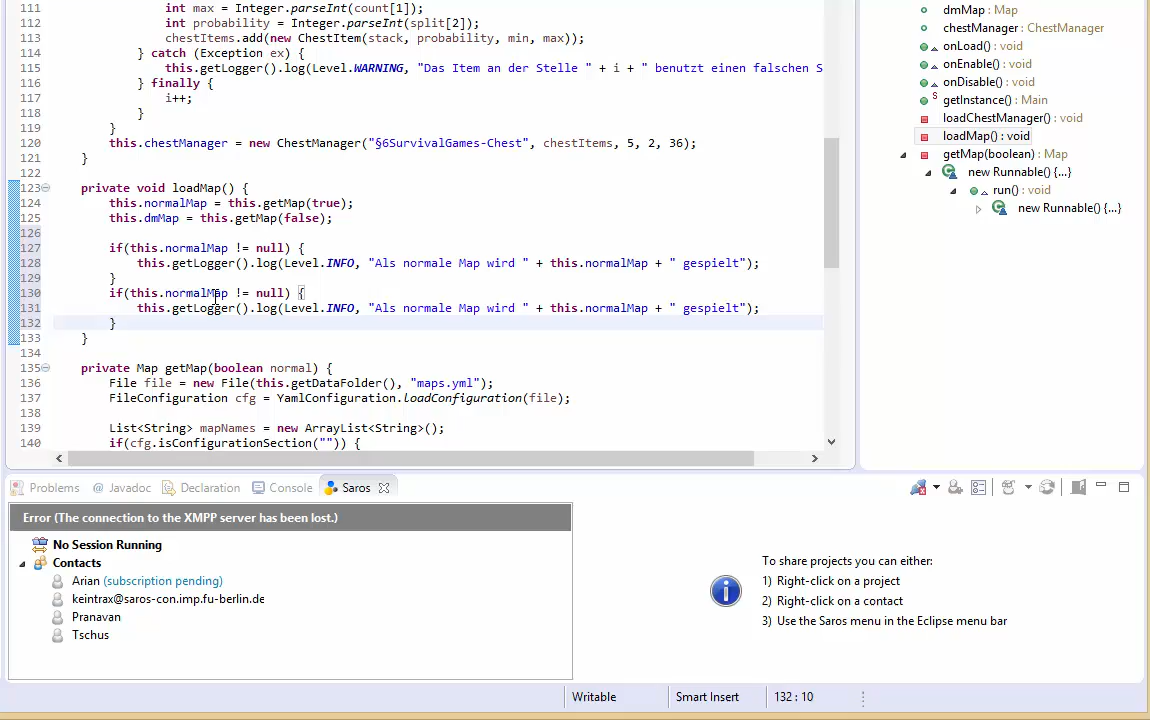 111 int max = Integer.parseInt(count[1]);
112 int probability = Integer.parseInt(split[2]);
113 chestItems.add(new ChestItem(stack, probability, min, max));
114 } catch (Exception ex) {
115 this.getLogger().log(Level.WARNING, "Das Item an der Stelle " + i + " benutzt einen falschen S
116 } finally {
117 i++;
118 }
119 }
120 this.chestManager = new ChestManager("§6SurvivalGames-Chest", chestItems, 5, 2, 36);
121 }
122
123 private void loadMap() {
124 this.normalMap = this.getMap(true);
125 this.dmMap = this.getMap(false);
126
127 if(this.normalMap != null) {
128 this.getLogger().log(Level.INFO, "Als normale Map wird " + this.normalMap + " gespielt");
129 }
130 if(this.normalMap != null) {
131 this.getLogger().log(Level.INFO, "Als normale Map wird " + this.normalMap + " gespielt");
132 }
133 }
134
135 private Map getMap(boolean normal) {
136 File file = new File(this.getDataFolder(), "maps.yml");
137 FileConfiguration cfg = YamlConfiguration.loadConfiguration(file);
138
139 List<String> mapNames = new ArrayList<String>();
140 if(cfg.isConfigurationSection("")) {
dmMap : Map
chestManager : ChestManager
onLoad() : void
onEnable() : void
onDisable() : void
S getInstance() : Main
loadChestManager() : void
loadMap() : void
getMap(boolean) : Map
new Runnable() {...}
run() : void
new Runnable() {...}
Problems @ Javadoc Declaration Console Saros
Error (The connection to the XMPP server has been lost.)
No Session Running
Contacts
Arian (subscription pending)
keintrax@saros-con.imp.fu-berlin.de
Pranavan
Tschus
To share projects you can either:
1) Right-click on a project
2) Right-click on a contact
3) Use the Saros menu in the Eclipse menu bar
Writable Smart Insert 132 : 10